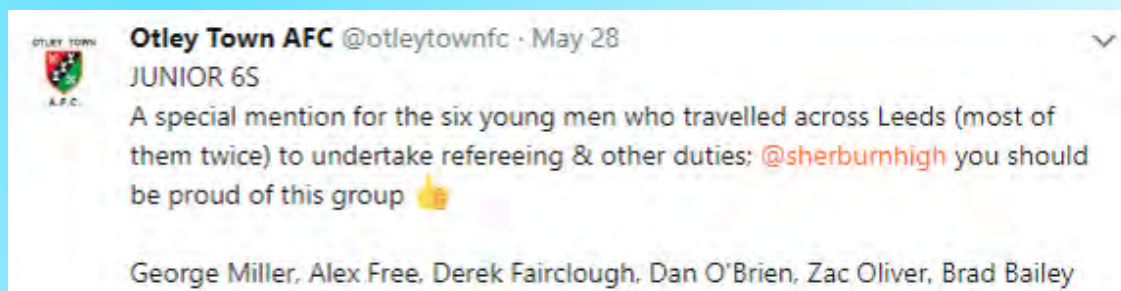 OTLEY TOWN
A.F.C.
Otley Town AFC @otleytownfc · May 28
JUNIOR 6S
A special mention for the six young men who travelled across Leeds (most of
them twice) to undertake refereeing & other duties; @sherburnhigh you should
be proud of this group 👍
George Miller, Alex Free, Derek Fairclough, Dan O'Brien, Zac Oliver, Brad Bailey